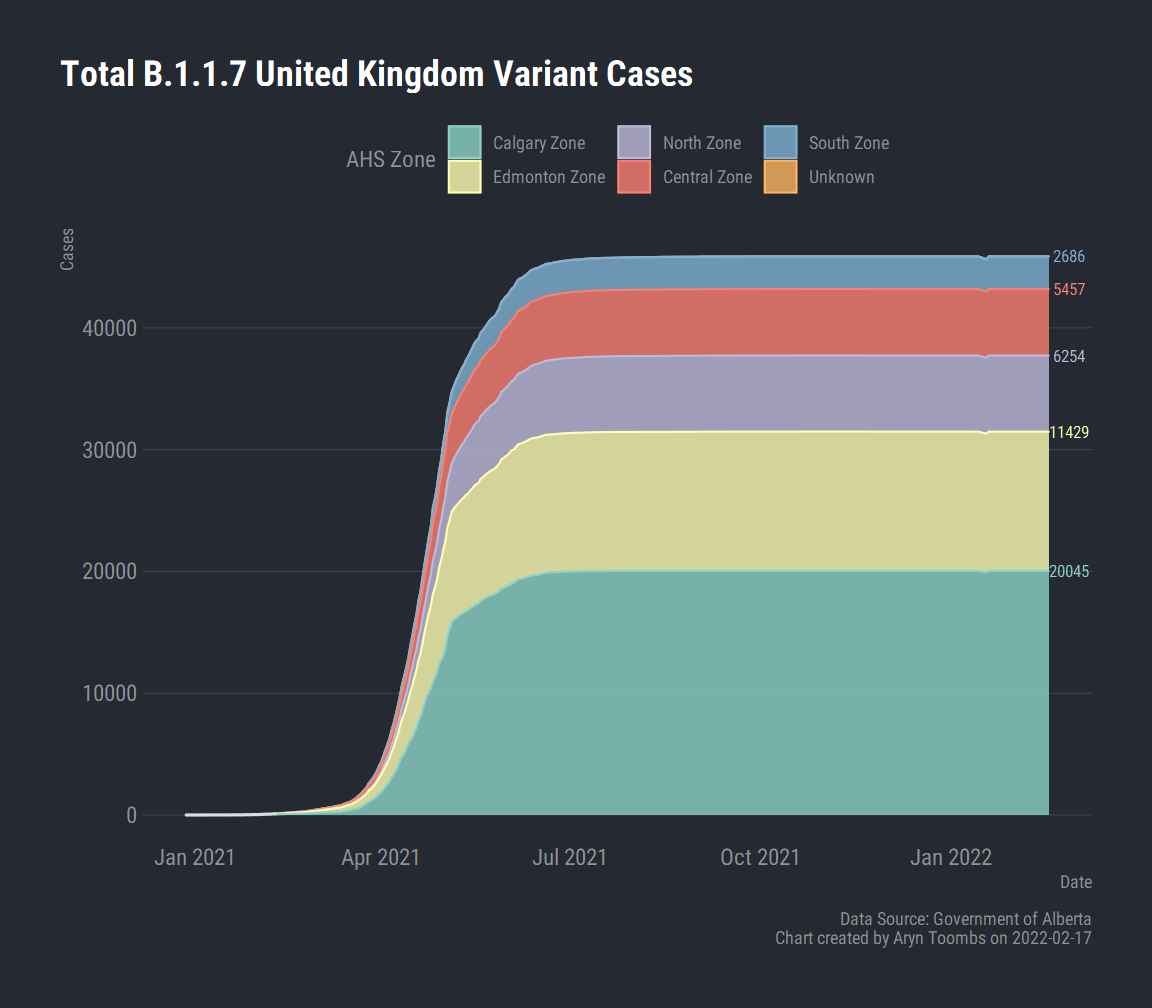 Total B.1.1.7 United Kingdom Variant Cases
AHS Zone
Calgary Zone North Zone South Zone
Edmonton Zone Central Zone Unknown
Cases
2686
5457
40000
6254
11429
30000
20000
20045
10000
0
Jan 2021 Apr 2021 Jul 2021 Oct 2021 Jan 2022
Date
Data Source: Government of Alberta
Chart created by Aryn Toombs on 2022-02-17